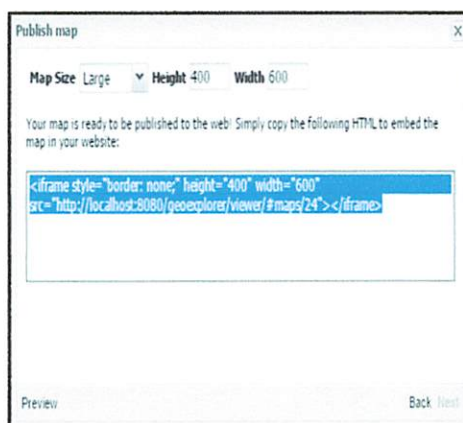 Publish map X
Map Size Large Height 400 Width 600
Your map is ready to be published to the web! Simply copy the following HTML to embed the
map in your website:
<iframe style="border: none;" height="400" width="600"
src="http://localhost:8080/geoexplorer/viewer/#maps/24"></iframe>
Preview Back Next